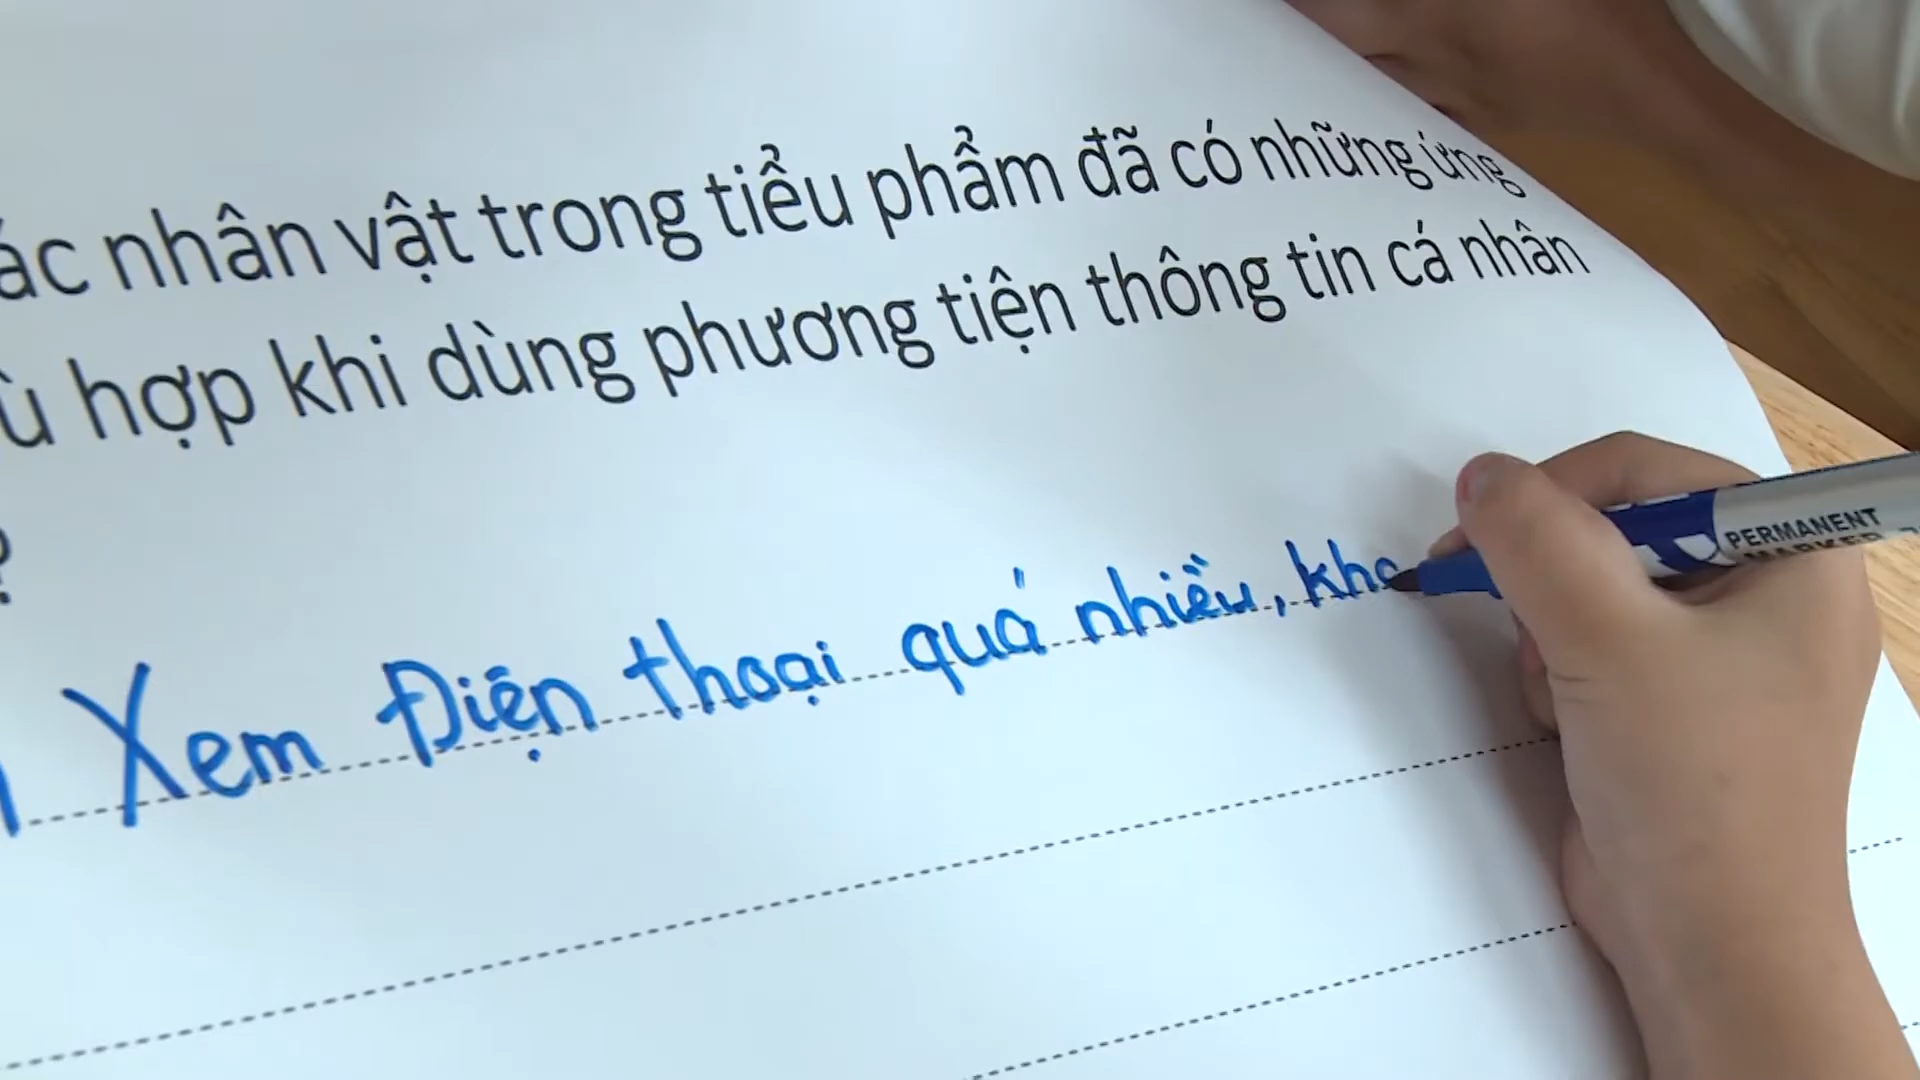 ác nhân vật trong tiểu phẩm đã có những ứng
ù hợp khi dùng phương tiện thông tin cá nhân
?
Xem Điện thoại quá nhiều, kho
PERMANENT
MARKER